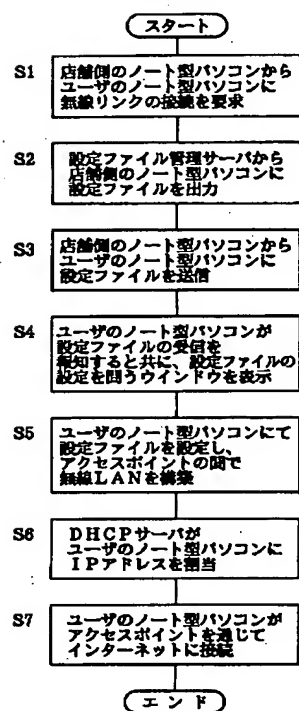 スタート
S1
店舗側のノート型パソコンから
ユーザのノート型パソコンに
無線リンクの接続を要求
S2
設定ファイル管理サーバから
店舗側のノート型パソコンに
設定ファイルを出力
S3
店舗側のノート型パソコンから
ユーザのノート型パソコンに
設定ファイルを送信
S4
ユーザのノート型パソコンが
設定ファイルの受信を
報知すると共に、設定ファイルの
設定を問うウインドウを表示
S5
ユーザのノート型パソコンにて
設定ファイルを設定し、
アクセスポイントの間で
無線LANを構築
S6
DHCPサーバが
ユーザのノート型パソコンに
IPアドレスを割当
S7
ユーザのノート型パソコンが
アクセスポイントを通じて
インターネットに接続
エンド